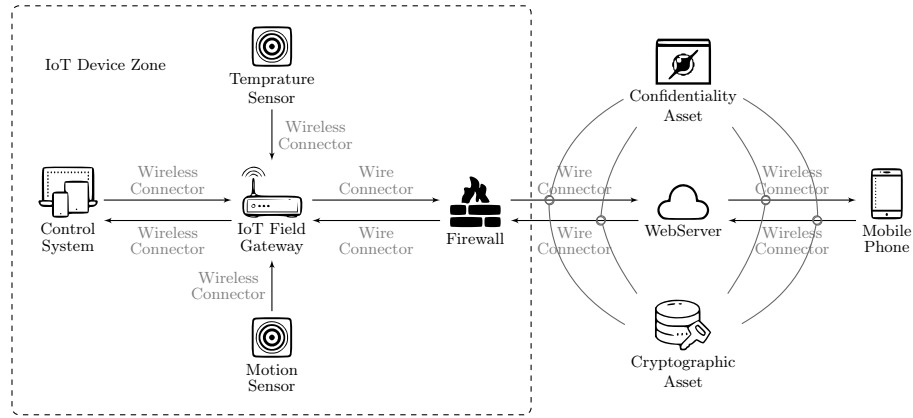 IoT Device Zone
Temprature
Sensor
Wireless
Connector
Confidentiality
Asset
Wireless
Connector
Wire
Connector
Wire
Connector
Wireless
Connector
Control
System
Wireless
Connector
IoT Field
Gateway
Wire
Connector
Firewall
Wire
Connector
WebServer
Wireless
Connector
Mobile
Phone
Wireless
Connector
Motion
Sensor
Cryptographic
Asset